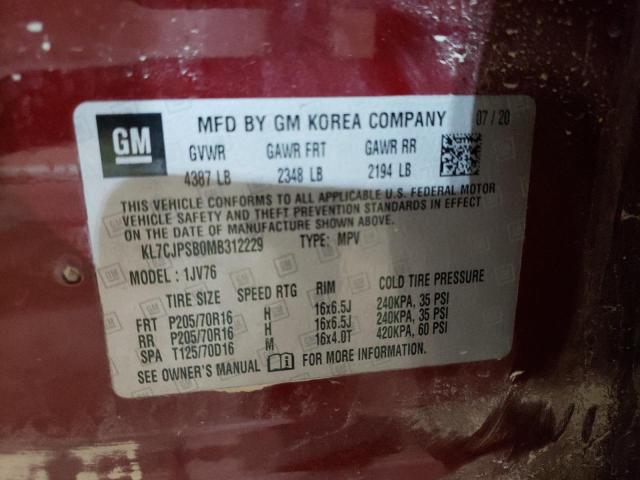 GM
MFD BY GM KOREA COMPANY 07 / 20
GVWR GAWR FRT GAWR RR
4387 LB 2348 LB 2194 LB
THIS VEHICLE CONFORMS TO ALL APPLICABLE U.S. FEDERAL MOTOR
VEHICLE SAFETY AND THEFT PREVENTION STANDARDS IN EFFECT
ON THE DATE OF MANUFACTURE SHOWN ABOVE.
KL7CJPSB0MB312229 TYPE: MPV
MODEL : 1JV76
TIRE SIZE SPEED RTG RIM COLD TIRE PRESSURE
FRT P205/70R16 H 16x6.5J 240KPA, 35 PSI
RR P205/70R16 H 16x6.5J 240KPA, 35 PSI
SPA T125/70D16 M 16x4.0T 420KPA, 60 PSI
SEE OWNER'S MANUAL FOR MORE INFORMATION.